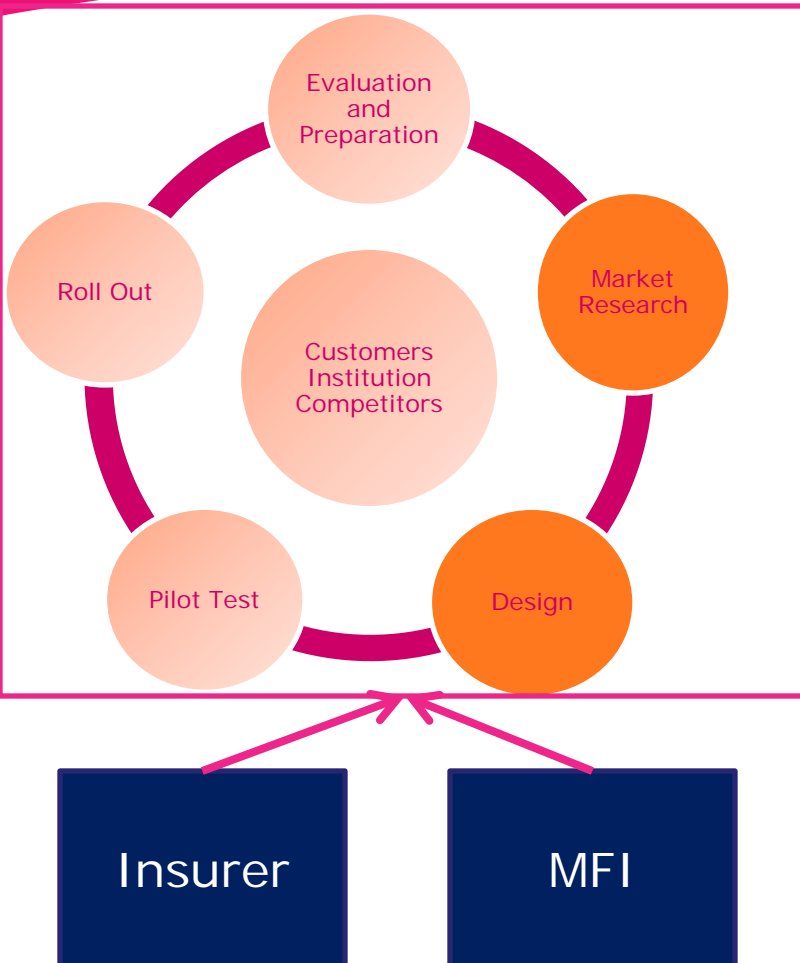 Evaluation
and
Preparation
Market
Research
Roll Out
Customers
Institution
Competitors
Pilot Test
Design
Insurer
MFI